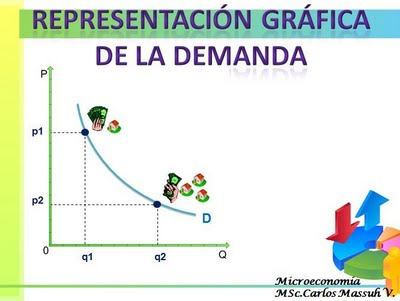 REPRESENTACIÓN GRÁFICA
DE LA DEMANDA
P
p1
p2
D
0
q1
q2
Q
Microeconomía
MSc.Carlos Massuh V.